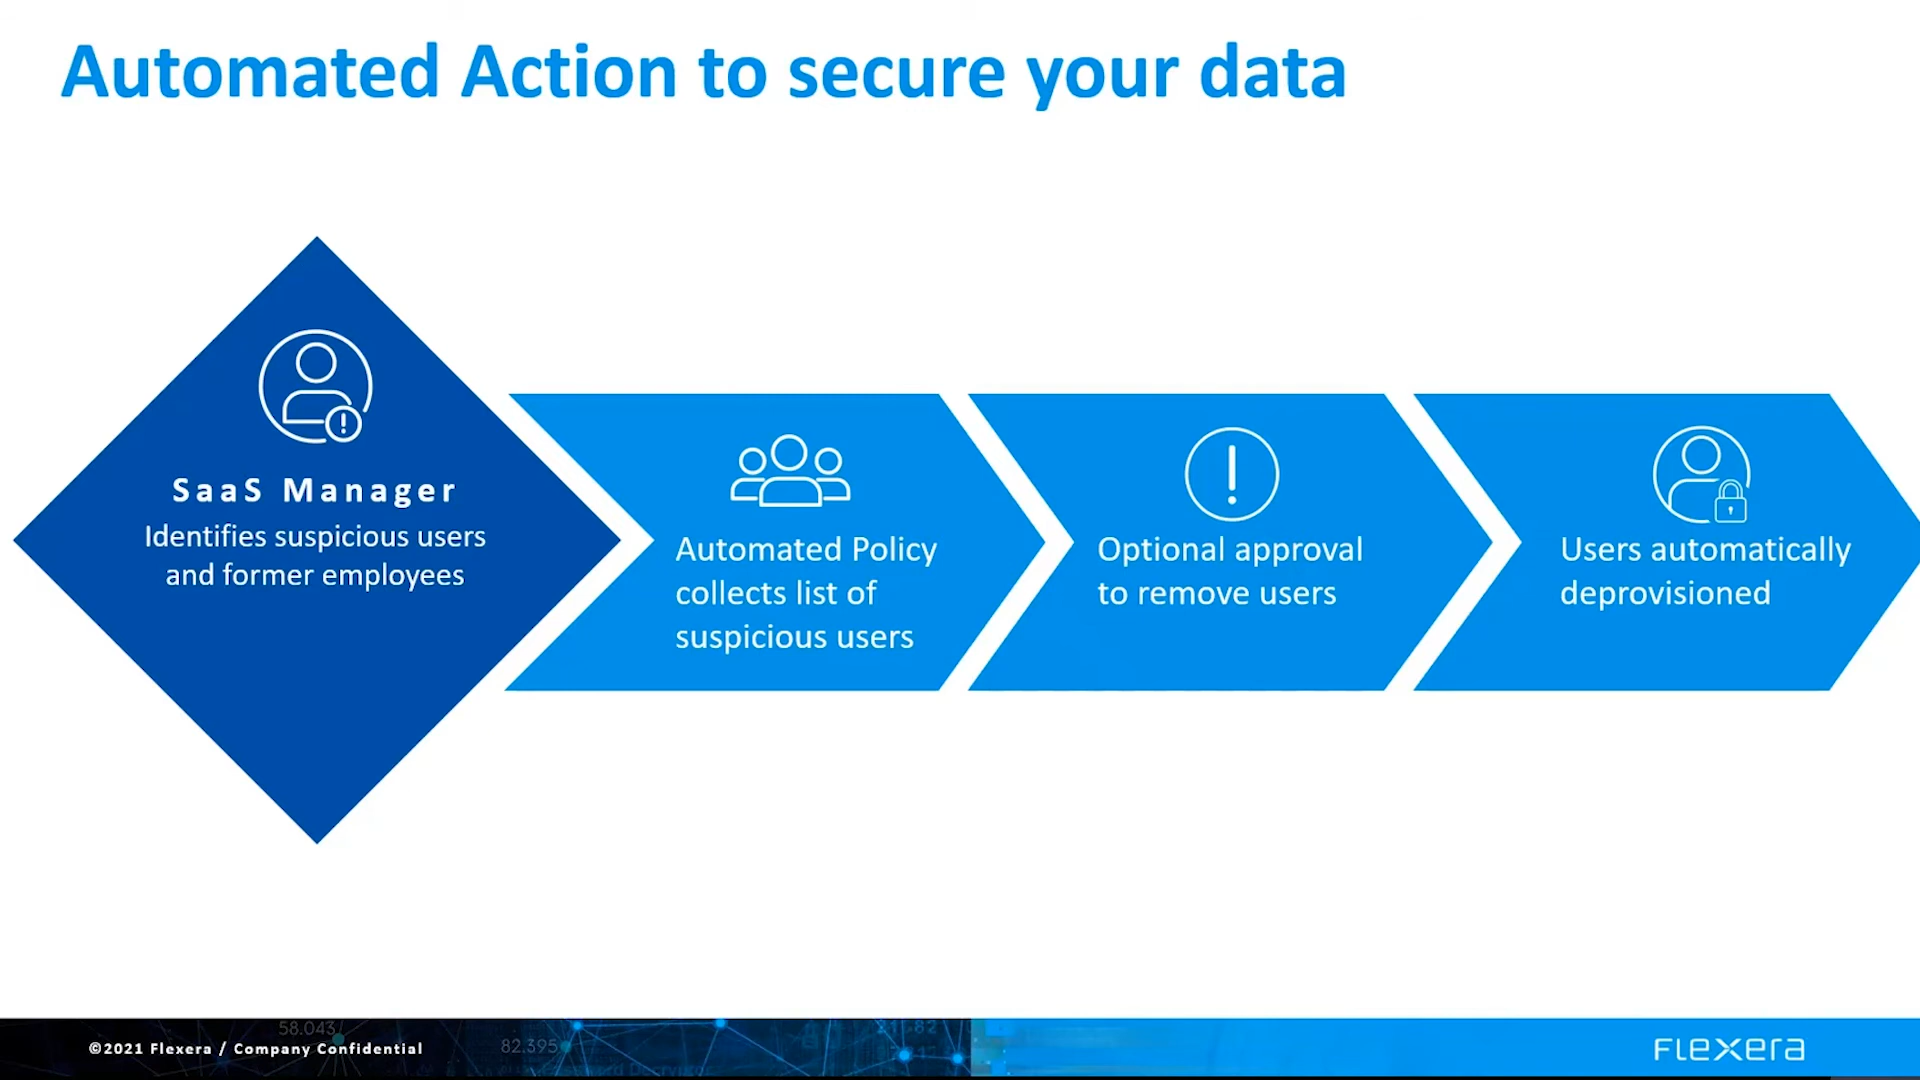 Automated Action to secure your data
SaaS Manager
Identifies suspicious users
and former employees
Automated Policy
collects list of
suspicious users
Optional approval
to remove users
Users automatically
deprovisioned
58.043
82.395
©2021 Flexera / Company Confidential
FLEXERA